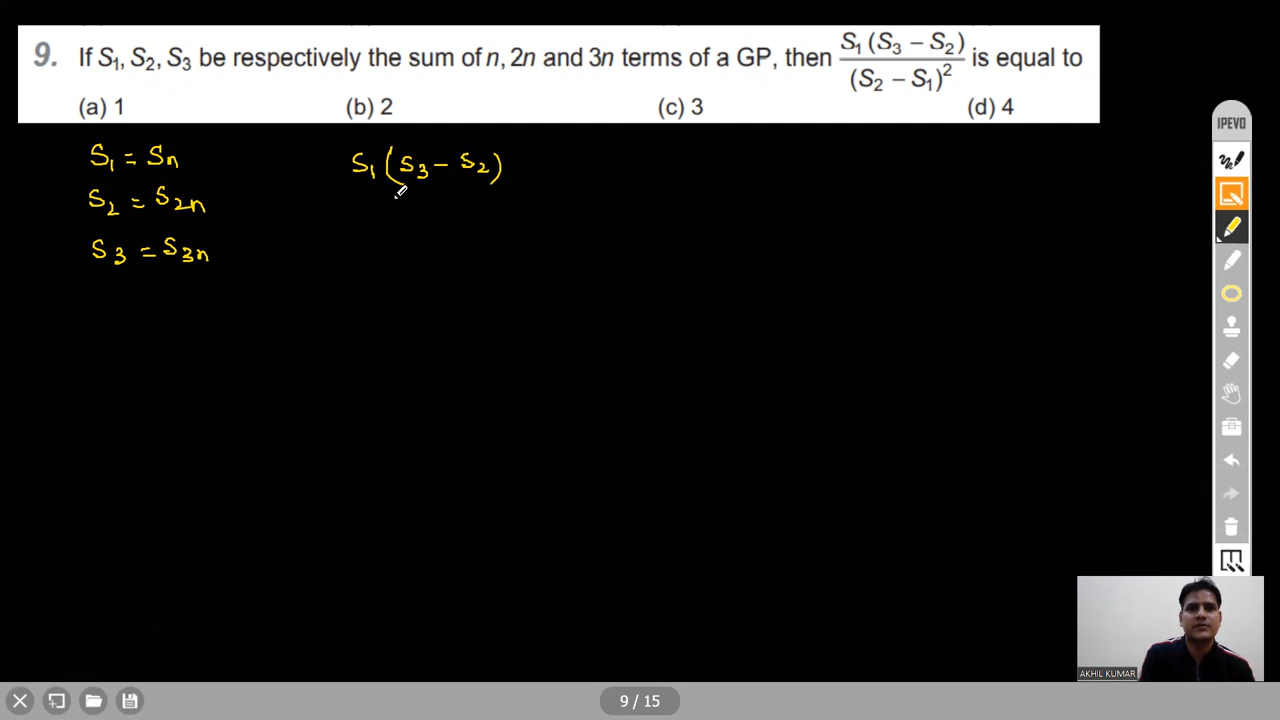 9. If S₁, S₂, S₃ be respectively the sum of n, 2n and 3n terms of a GP, then S₁ (S₃ − S₂) / (S₂ − S₁)² is equal to
(a) 1 (b) 2 (c) 3 (d) 4
S₁ = Sn
S₁ (S₃ − S₂)
S₂ = S2n
S₃ = S3n
IPEVO
AKHIL KUMAR
9 / 15